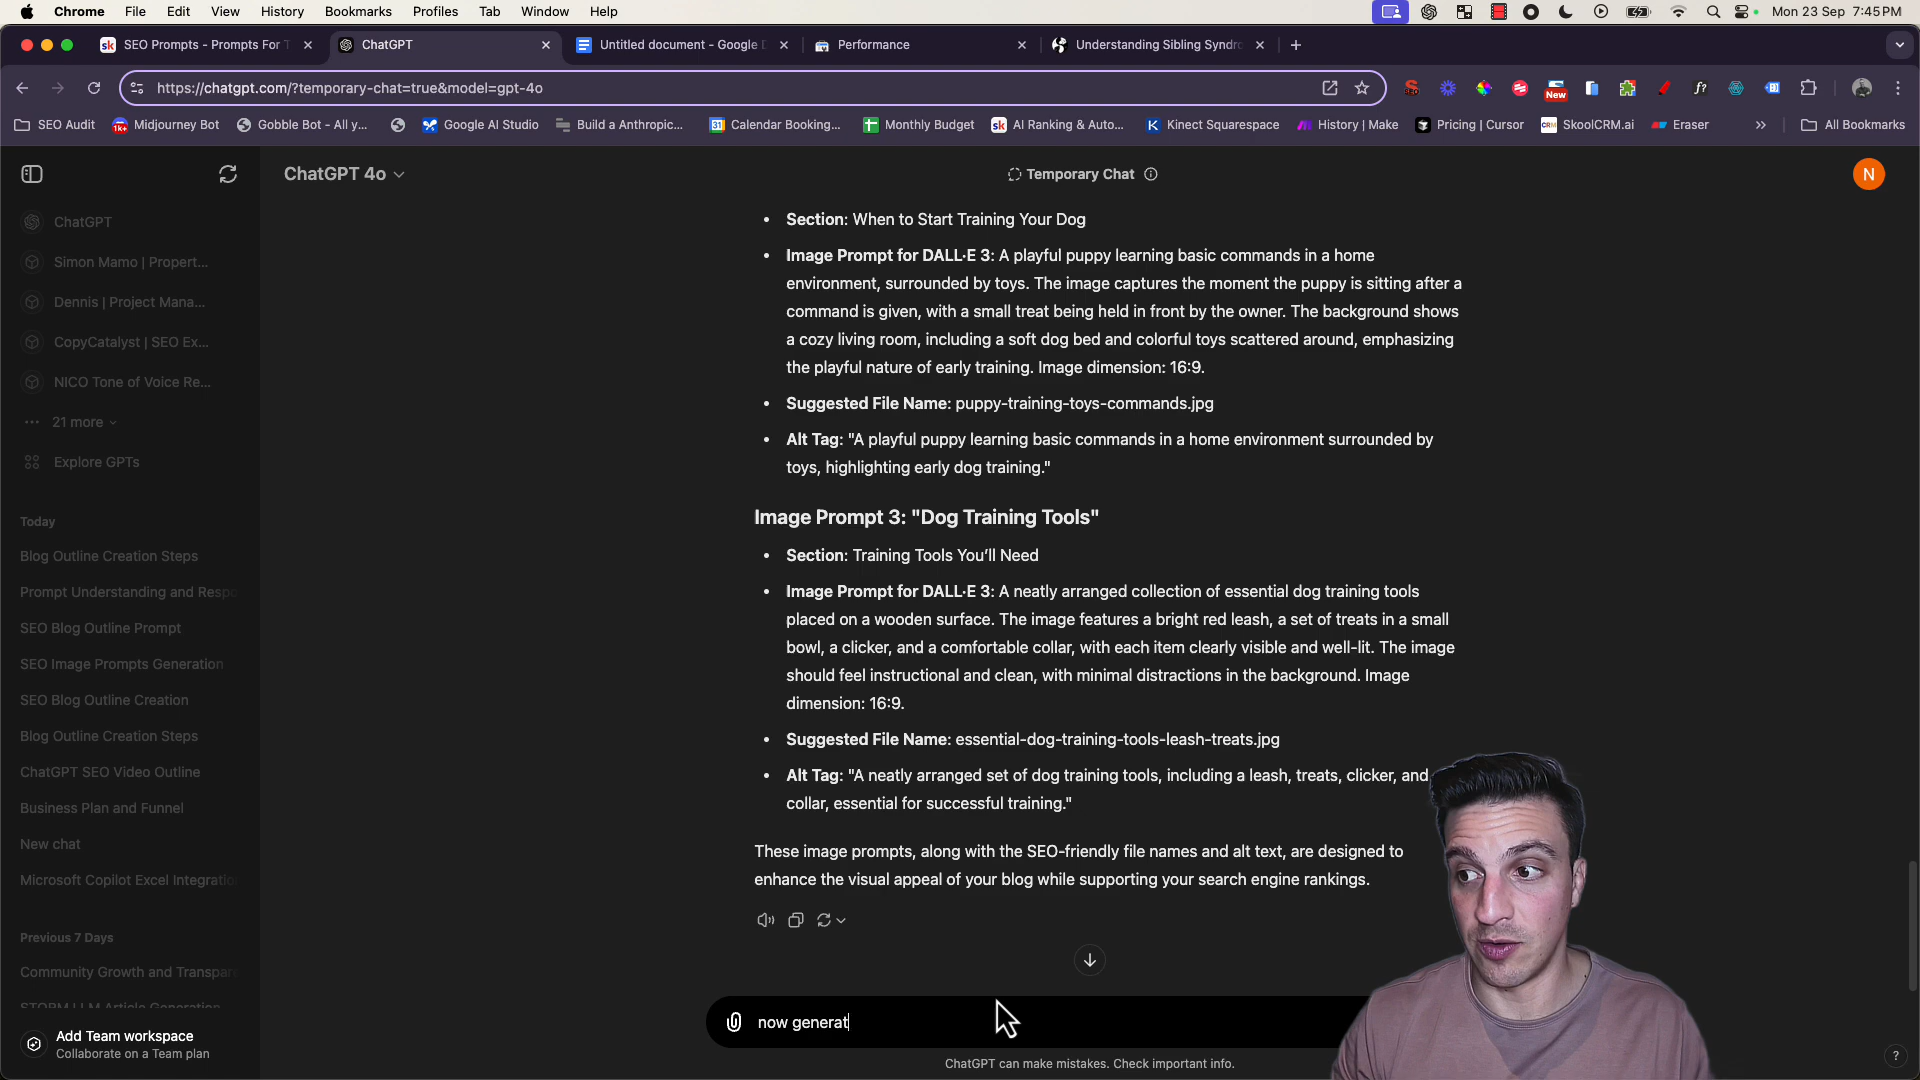 Chrome File Edit View History Bookmarks Profiles Tab Window Help
Mon 23 Sep 7:45 PM
SEO Prompts - Prompts For T
ChatGPT
Untitled document - Google D
Performance
Understanding Sibling Syndro
https://chatgpt.com/?temporary-chat=true&model=gpt-4o
New
SEO Audit
Midjourney Bot
Gobble Bot - All y...
Google AI Studio
Build a Anthropic...
Calendar Booking...
Monthly Budget
AI Ranking & Auto...
Kinect Squarespace
History | Make
Pricing | Cursor
SkoolCRM.ai
Eraser
All Bookmarks
ChatGPT 4o
Temporary Chat
N
ChatGPT
Simon Mamo | Propert...
Dennis | Project Mana...
CopyCatalyst | SEO Ex...
NICO Tone of Voice Re...
21 more
Explore GPTs
Today
Blog Outline Creation Steps
Prompt Understanding and Respo
SEO Blog Outline Prompt
SEO Image Prompts Generation
SEO Blog Outline Creation
Blog Outline Creation Steps
ChatGPT SEO Video Outline
Business Plan and Funnel
New chat
Microsoft Copilot Excel Integratio
Previous 7 Days
Community Growth and Transpar
STORM LLM Article Generation
Add Team workspace
Collaborate on a Team plan
• Section: When to Start Training Your Dog
• Image Prompt for DALL·E 3: A playful puppy learning basic commands in a home
environment, surrounded by toys. The image captures the moment the puppy is sitting after a
command is given, with a small treat being held in front by the owner. The background shows
a cozy living room, including a soft dog bed and colorful toys scattered around, emphasizing
the playful nature of early training. Image dimension: 16:9.
• Suggested File Name: puppy-training-toys-commands.jpg
• Alt Tag: "A playful puppy learning basic commands in a home environment surrounded by
toys, highlighting early dog training."
Image Prompt 3: "Dog Training Tools"
• Section: Training Tools You’ll Need
• Image Prompt for DALL·E 3: A neatly arranged collection of essential dog training tools
placed on a wooden surface. The image features a bright red leash, a set of treats in a small
bowl, a clicker, and a comfortable collar, with each item clearly visible and well-lit. The image
should feel instructional and clean, with minimal distractions in the background. Image
dimension: 16:9.
• Suggested File Name: essential-dog-training-tools-leash-treats.jpg
• Alt Tag: "A neatly arranged set of dog training tools, including a leash, treats, clicker, and
collar, essential for successful training."
These image prompts, along with the SEO-friendly file names and alt text, are designed to
enhance the visual appeal of your blog while supporting your search engine rankings.
now generat
ChatGPT can make mistakes. Check important info.
?